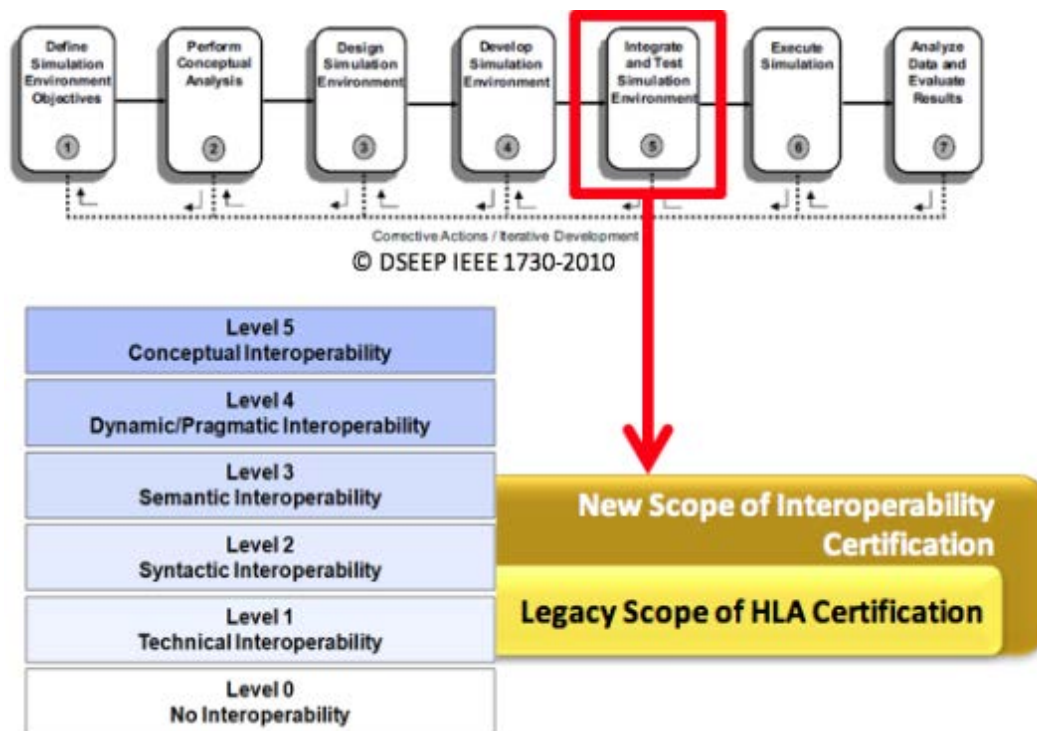 Define
Simulation
Environment
Objectives
1
Perform
Conceptual
Analysis
2
Design
Simulation
Environment
3
Develop
Simulation
Environment
4
Integrate
and Test
Simulation
Environment
5
Execute
Simulation
6
Analyze
Data and
Evaluate
Results
7
Corrective Actions / Iterative Development
© DSEEP IEEE 1730-2010
Level 5
Conceptual Interoperability
Level 4
Dynamic/Pragmatic Interoperability
Level 3
Semantic Interoperability
Level 2
Syntactic Interoperability
Level 1
Technical Interoperability
Level 0
No Interoperability
New Scope of Interoperability
Certification
Legacy Scope of HLA Certification